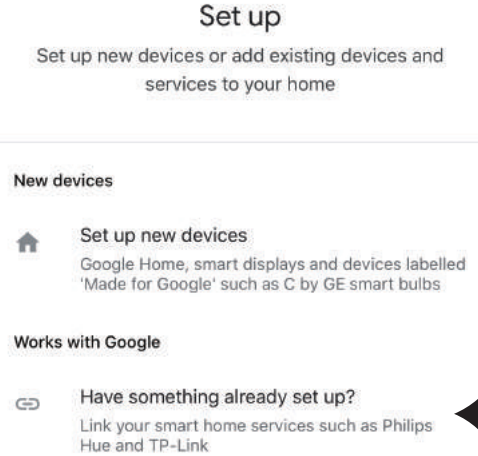 Set up
Set up new devices or add existing devices and
services to your home
New devices
Set up new devices
Google Home, smart displays and devices labelled
'Made for Google' such as C by GE smart bulbs
Works with Google
Have something already set up?
Link your smart home services such as Philips
Hue and TP-Link